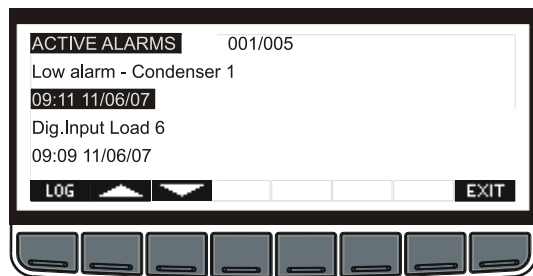 ACTIVE ALARMS 001/005
Low alarm - Condenser 1
09:11 11/06/07
Dig.Input Load 6
09:09 11/06/07
LOG EXIT